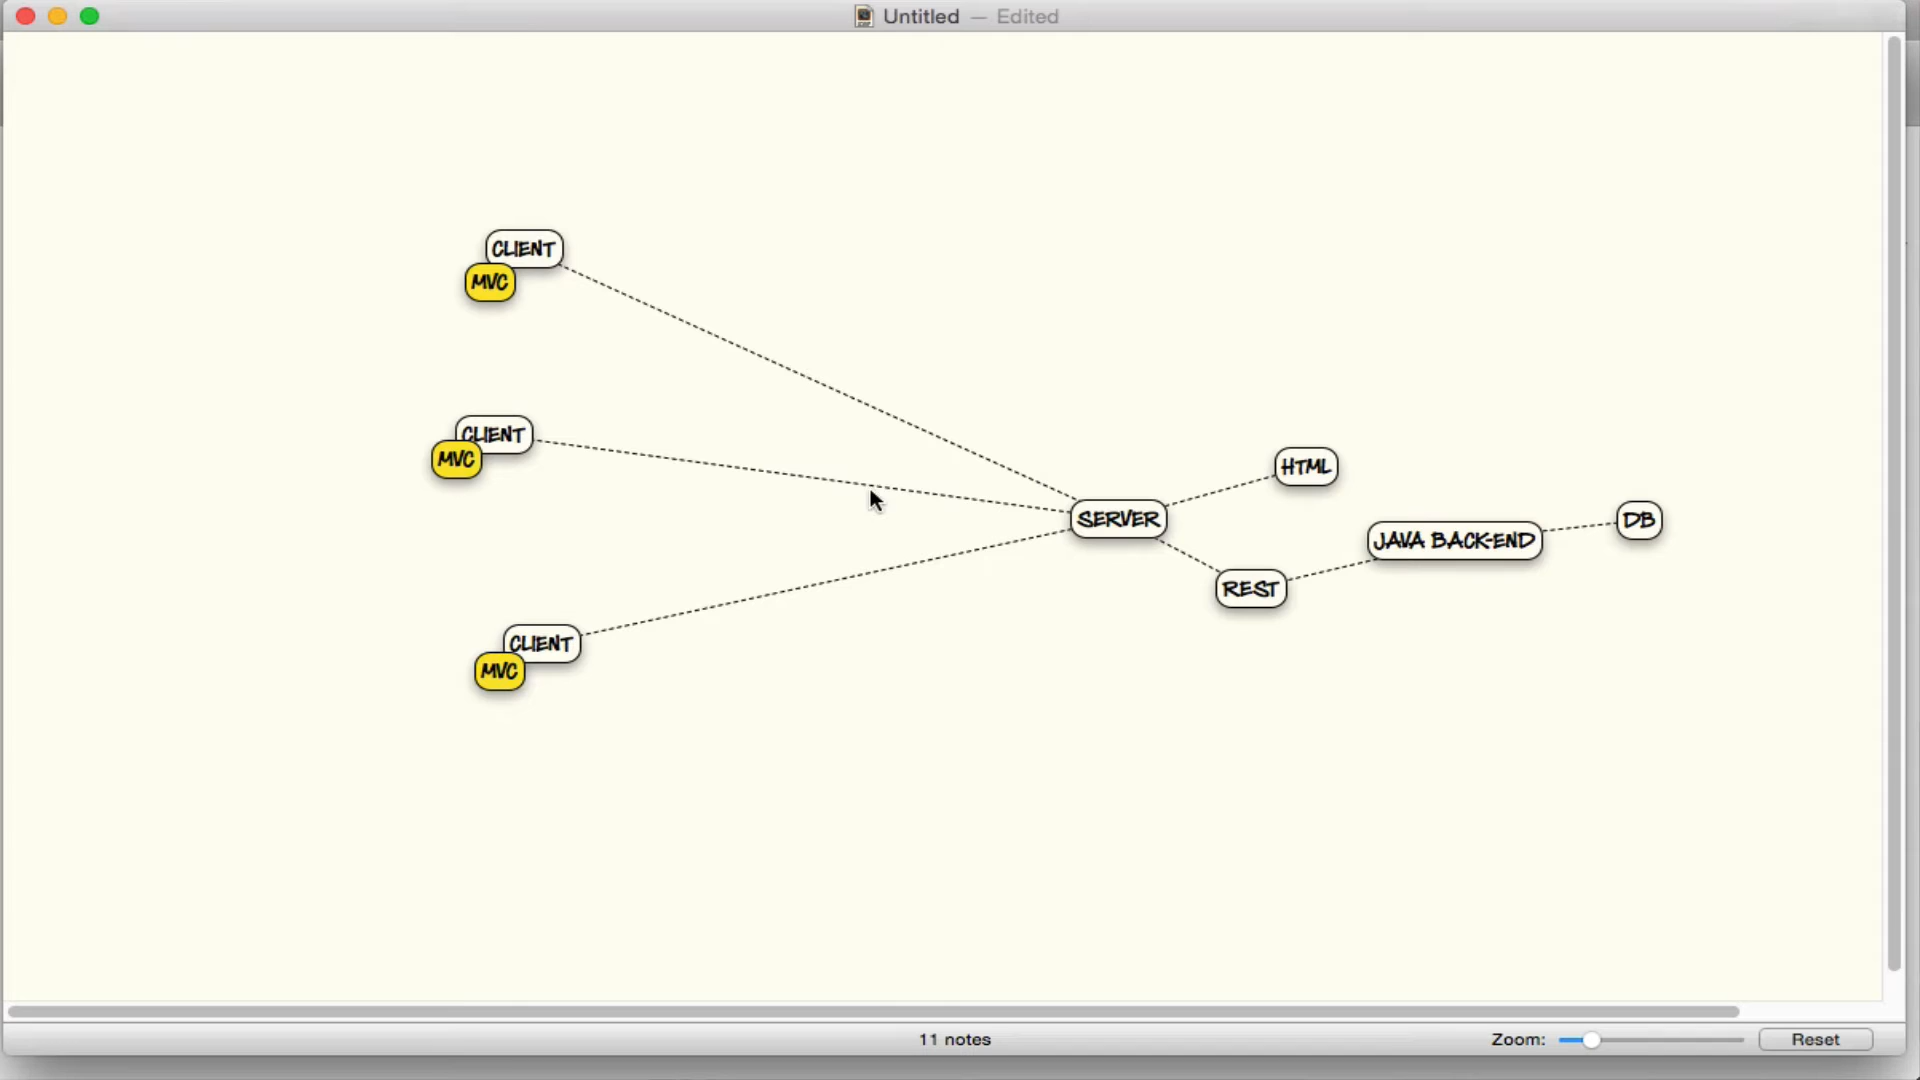 Untitled — Edited
CLIENT
MVC
CLIENT
MVC
CLIENT
MVC
SERVER
HTML
REST
JAVA BACK-END
DB
11 notes
Zoom:
Reset